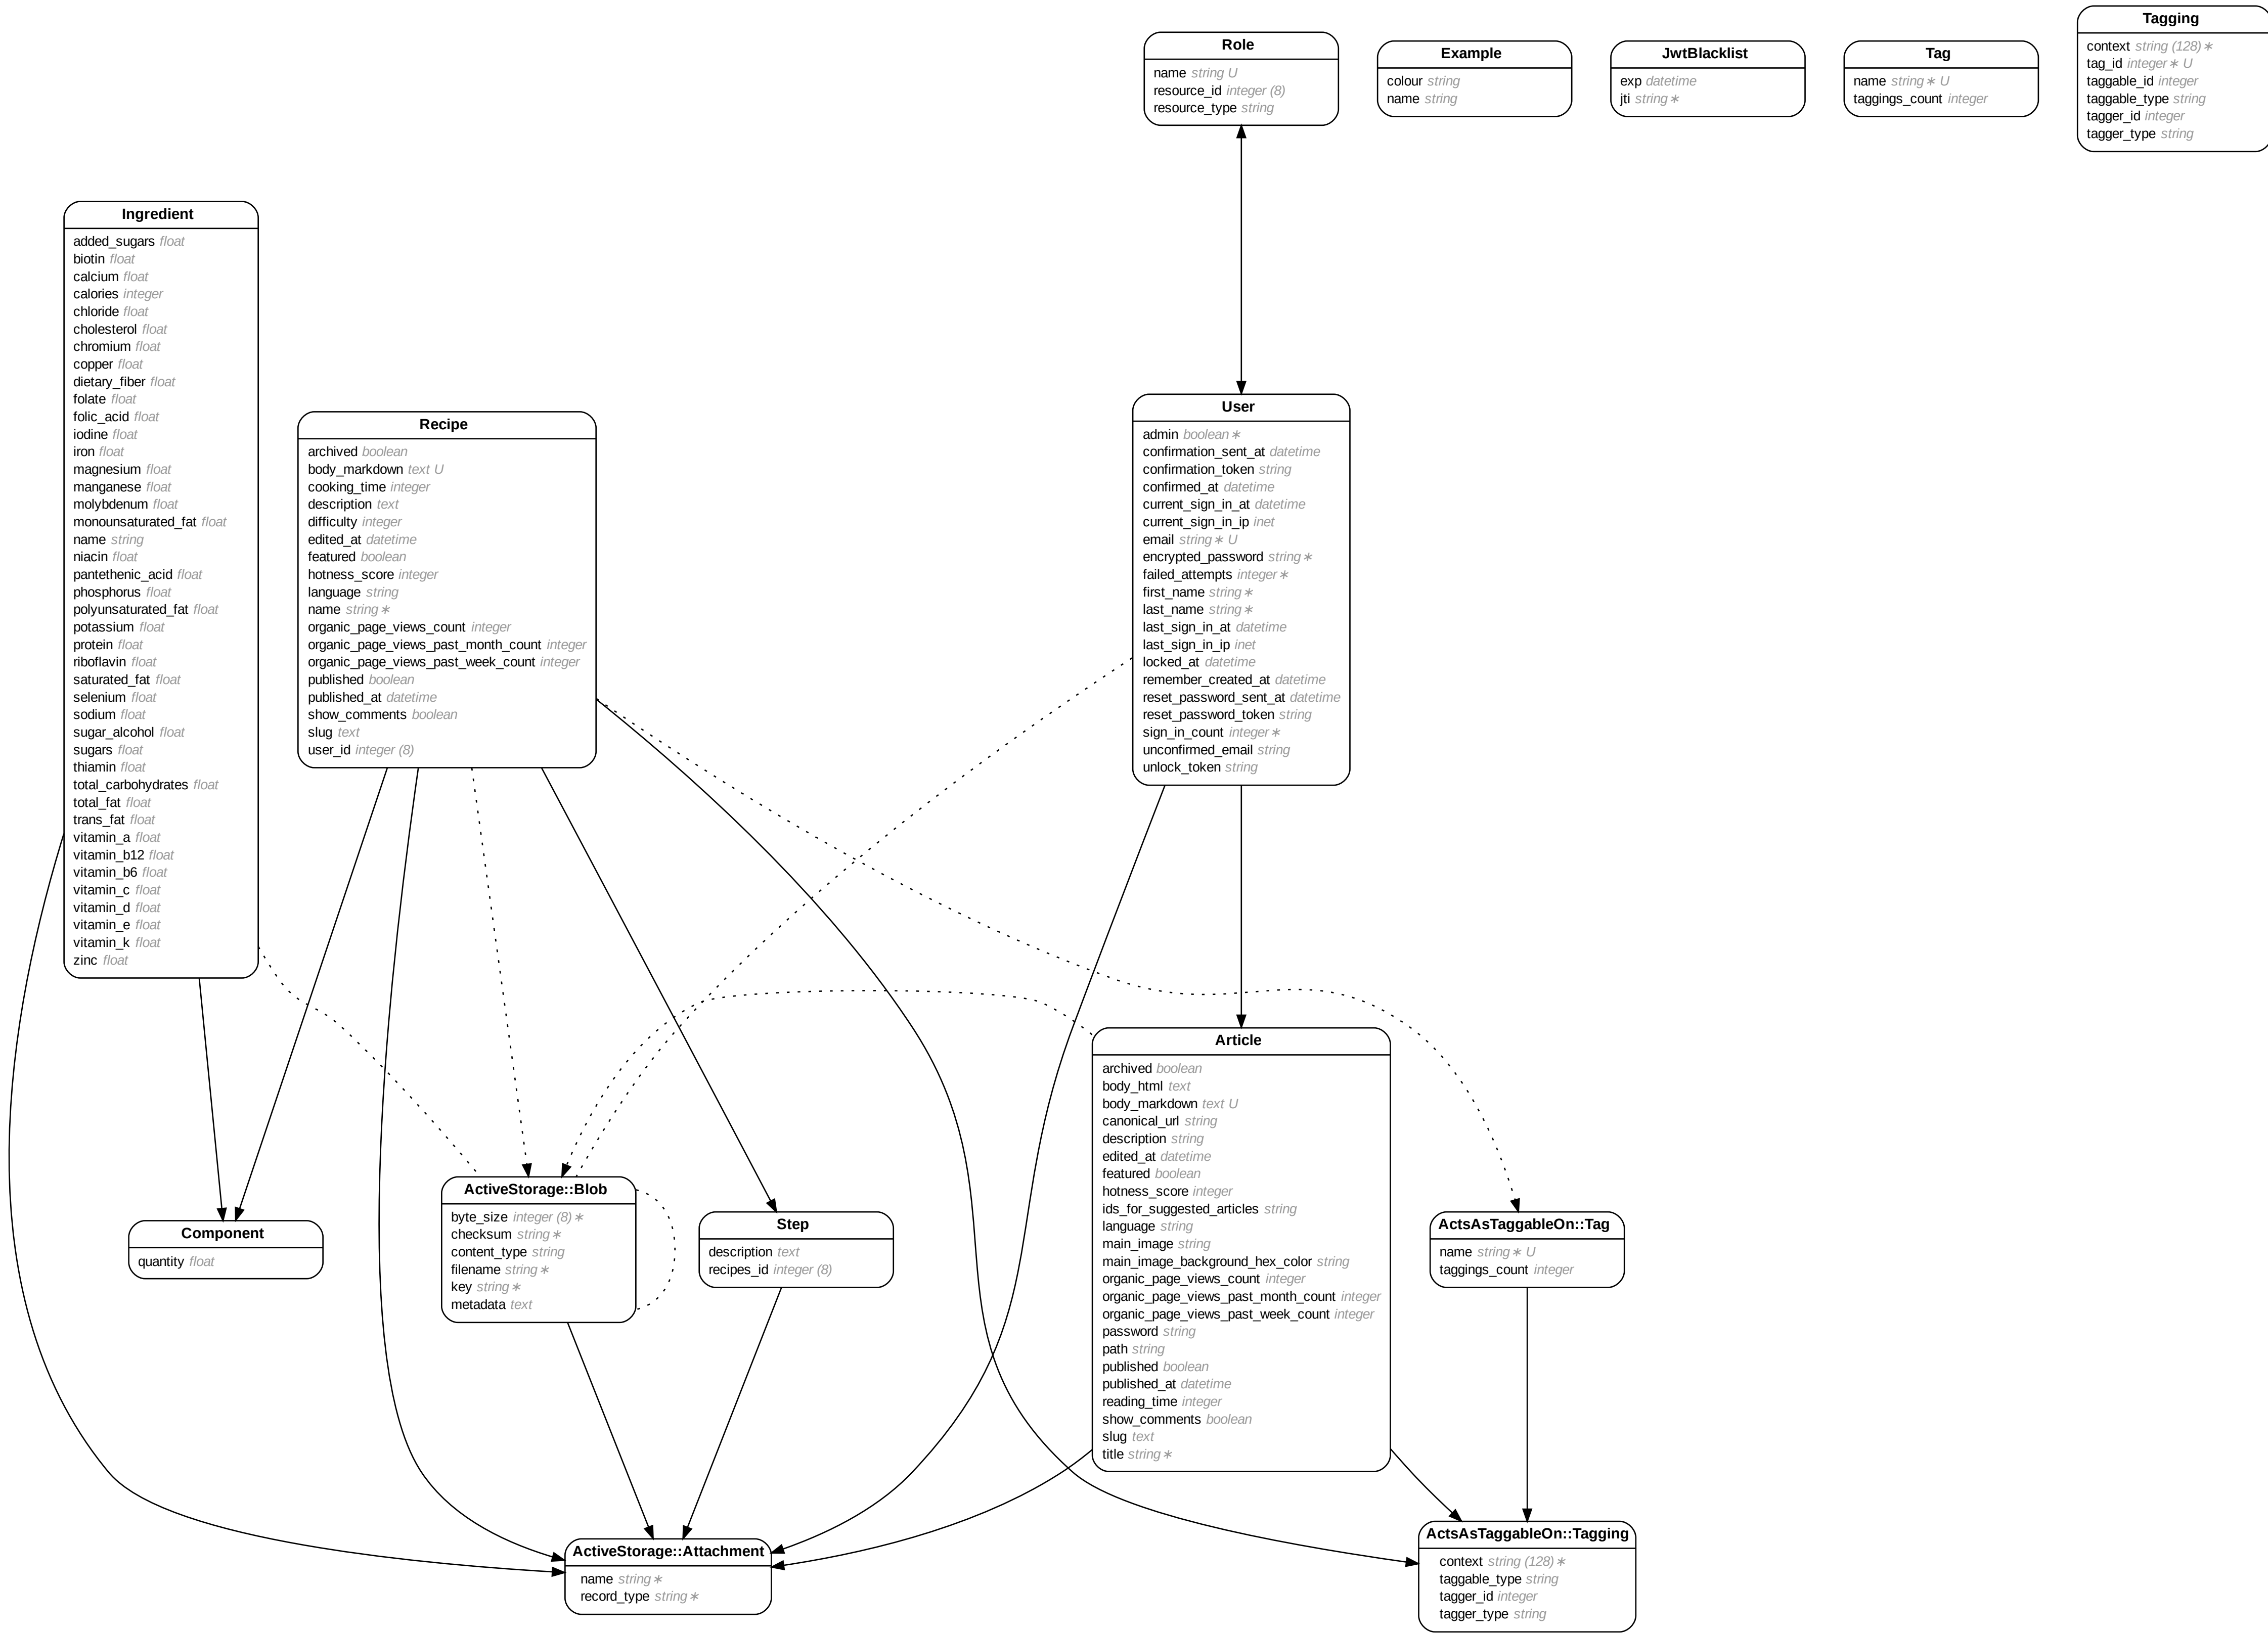 Role
name string U
resource_id integer (8)
resource_type string
Example
colour string
name string
JwtBlacklist
exp datetime
jti string∗
Tag
name string∗ U
taggings_count integer
Tagging
context string (128)∗
tag_id integer∗ U
taggable_id integer
taggable_type string
tagger_id integer
tagger_type string
Ingredient
added_sugars float
biotin float
calcium float
calories integer
chloride float
cholesterol float
chromium float
copper float
dietary_fiber float
folate float
folic_acid float
iodine float
iron float
magnesium float
manganese float
molybdenum float
monounsaturated_fat float
name string
niacin float
pantethenic_acid float
phosphorus float
polyunsaturated_fat float
potassium float
protein float
riboflavin float
saturated_fat float
selenium float
sodium float
sugar_alcohol float
sugars float
thiamin float
total_carbohydrates float
total_fat float
trans_fat float
vitamin_a float
vitamin_b12 float
vitamin_b6 float
vitamin_c float
vitamin_d float
vitamin_e float
vitamin_k float
zinc float
Recipe
archived boolean
body_markdown text U
cooking_time integer
description text
difficulty integer
edited_at datetime
featured boolean
hotness_score integer
language string
name string∗
organic_page_views_count integer
organic_page_views_past_month_count integer
organic_page_views_past_week_count integer
published boolean
published_at datetime
show_comments boolean
slug text
user_id integer (8)
User
admin boolean∗
confirmation_sent_at datetime
confirmation_token string
confirmed_at datetime
current_sign_in_at datetime
current_sign_in_ip inet
email string∗ U
encrypted_password string∗
failed_attempts integer∗
first_name string∗
last_name string∗
last_sign_in_at datetime
last_sign_in_ip inet
locked_at datetime
remember_created_at datetime
reset_password_sent_at datetime
reset_password_token string
sign_in_count integer∗
unconfirmed_email string
unlock_token string
Article
archived boolean
body_html text
body_markdown text U
canonical_url string
description string
edited_at datetime
featured boolean
hotness_score integer
ids_for_suggested_articles string
language string
main_image string
main_image_background_hex_color string
organic_page_views_count integer
organic_page_views_past_month_count integer
organic_page_views_past_week_count integer
password string
path string
published boolean
published_at datetime
reading_time integer
show_comments boolean
slug text
title string∗
Component
quantity float
ActiveStorage::Blob
byte_size integer (8)∗
checksum string∗
content_type string
filename string∗
key string∗
metadata text
Step
description text
recipes_id integer (8)
ActsAsTaggableOn::Tag
name string∗ U
taggings_count integer
ActiveStorage::Attachment
name string∗
record_type string∗
ActsAsTaggableOn::Tagging
context string (128)∗
taggable_type string
tagger_id integer
tagger_type string